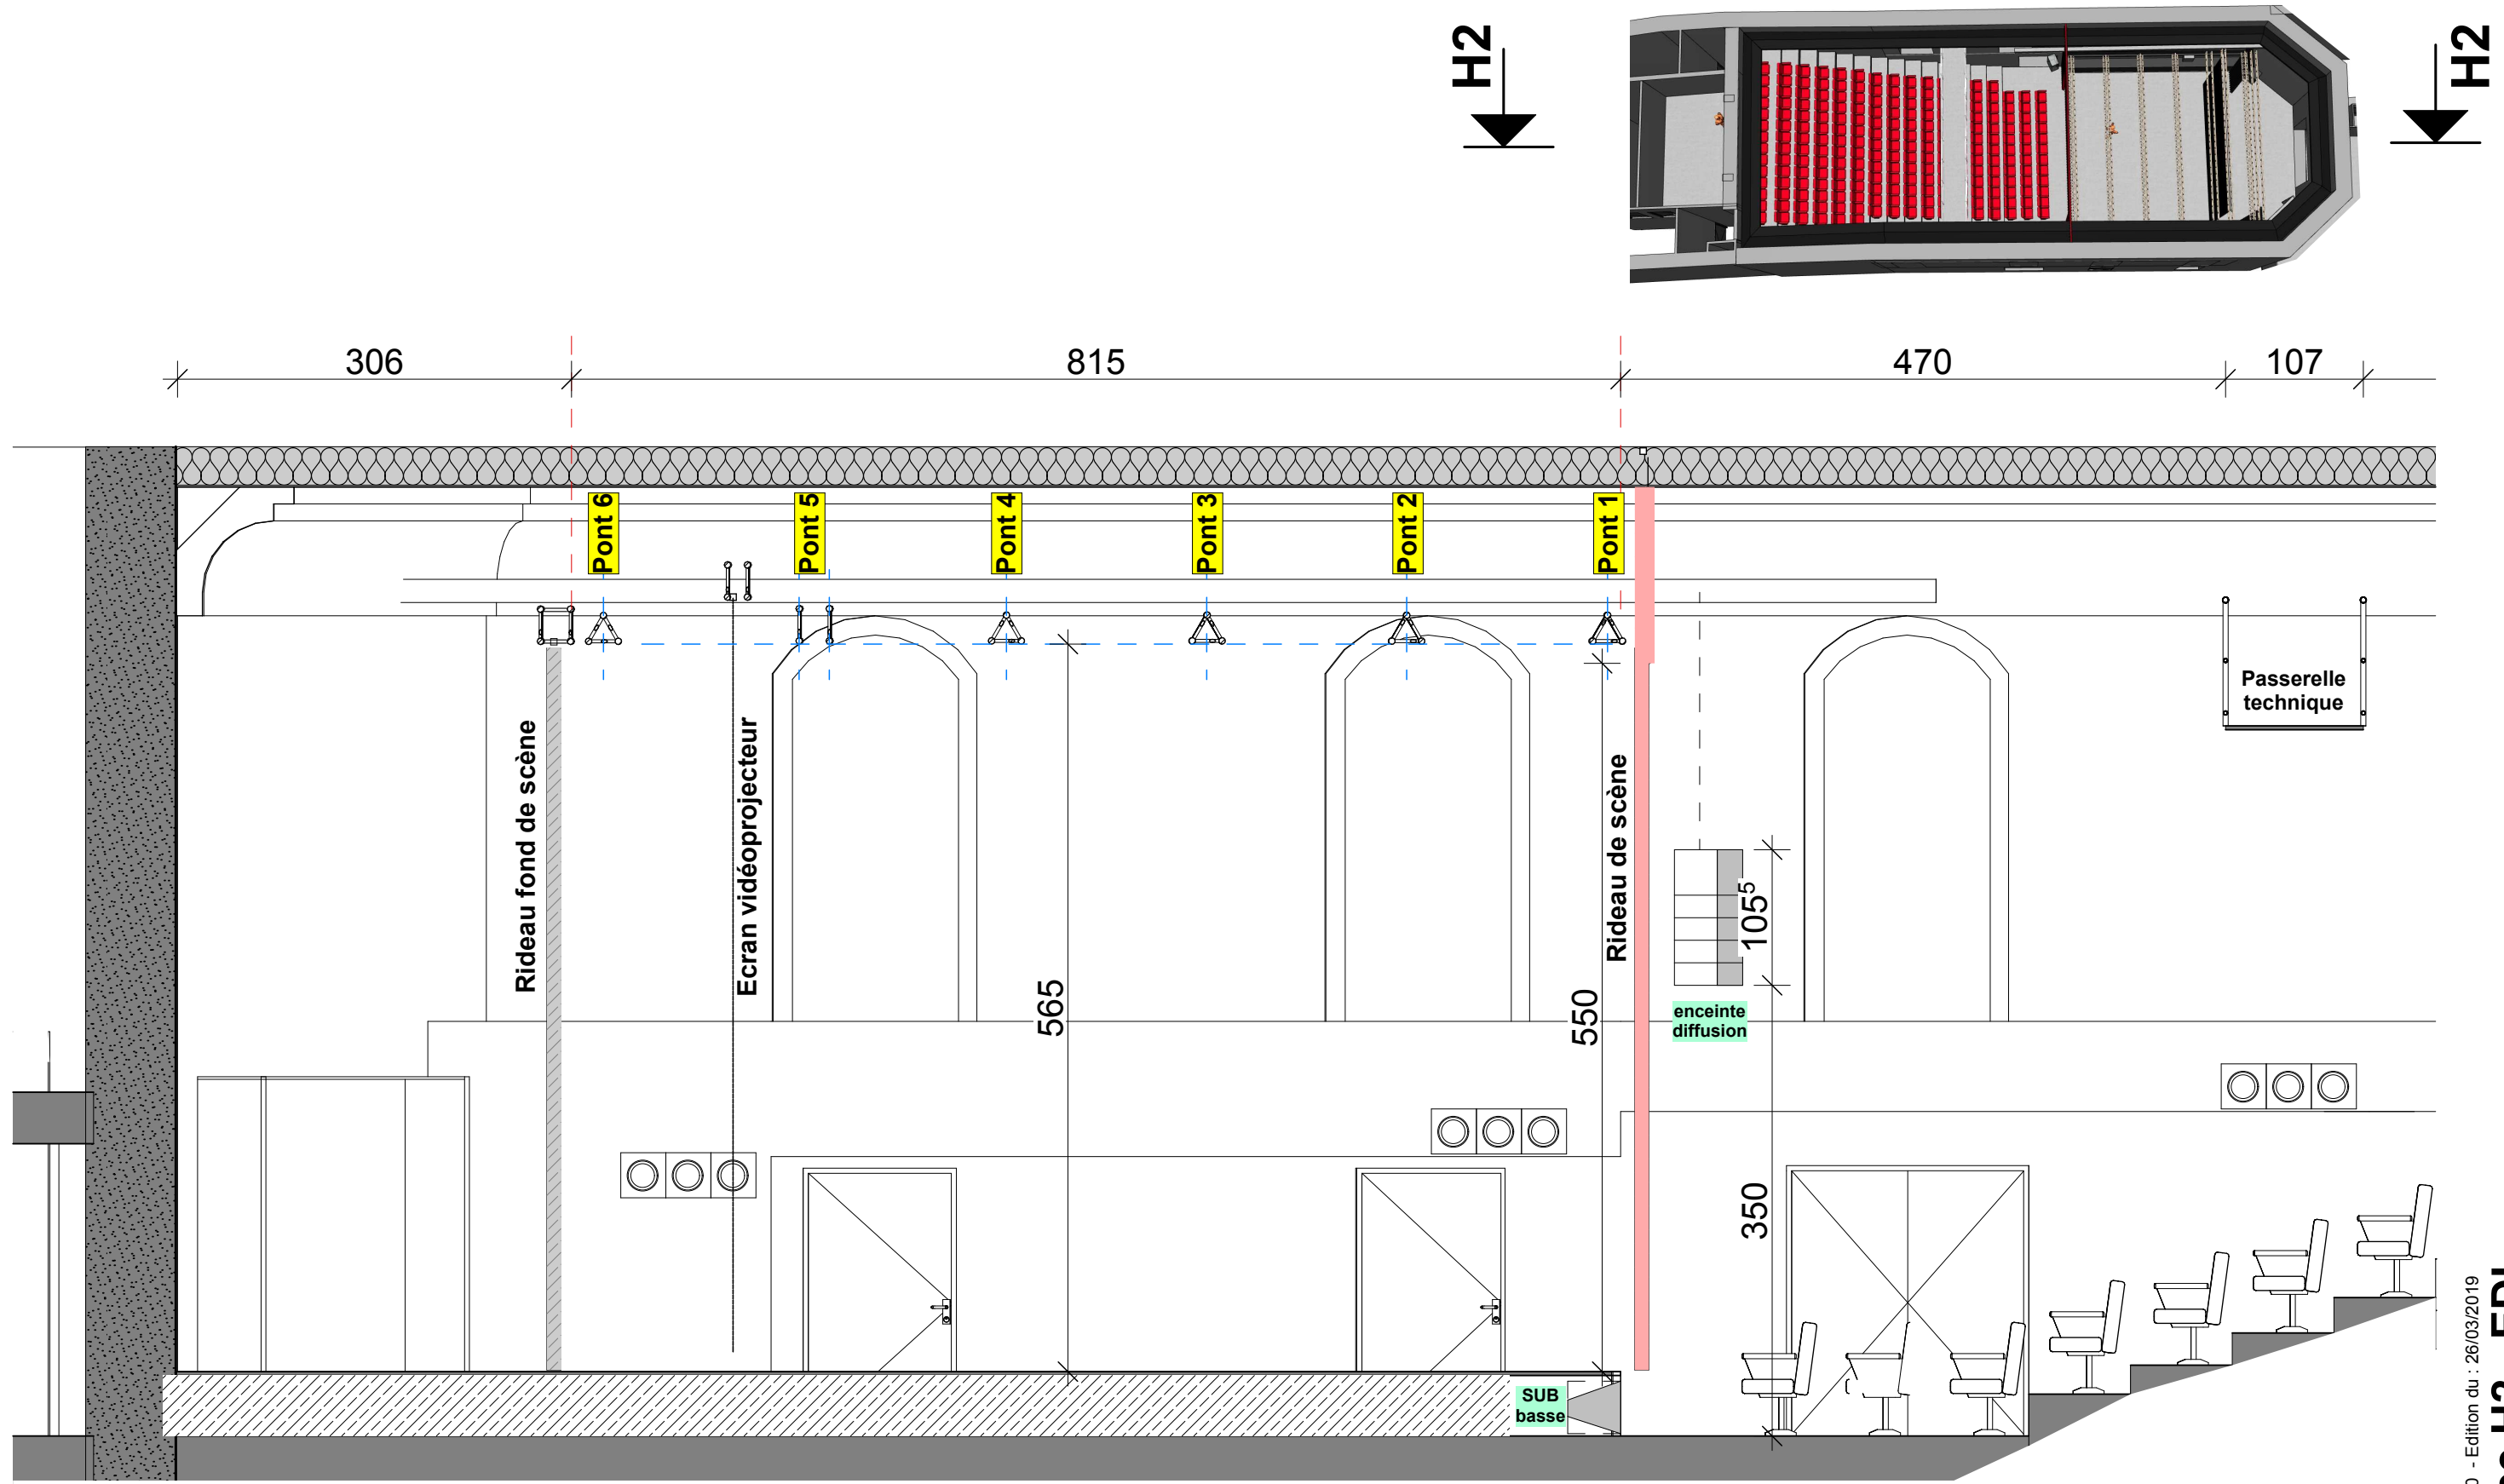 H2
H2
306
815
470
107
Pont 6
Pont 5
Pont 4
Pont 3
Pont 2
Pont 1
Passerelle
technique
Rideau fond de scène
Ecran vidéoprojecteur
Rideau de scène
105⁵
565
550
enceinte
diffusion
350
SUB
basse
- Edition du : 26/03/2019
H2